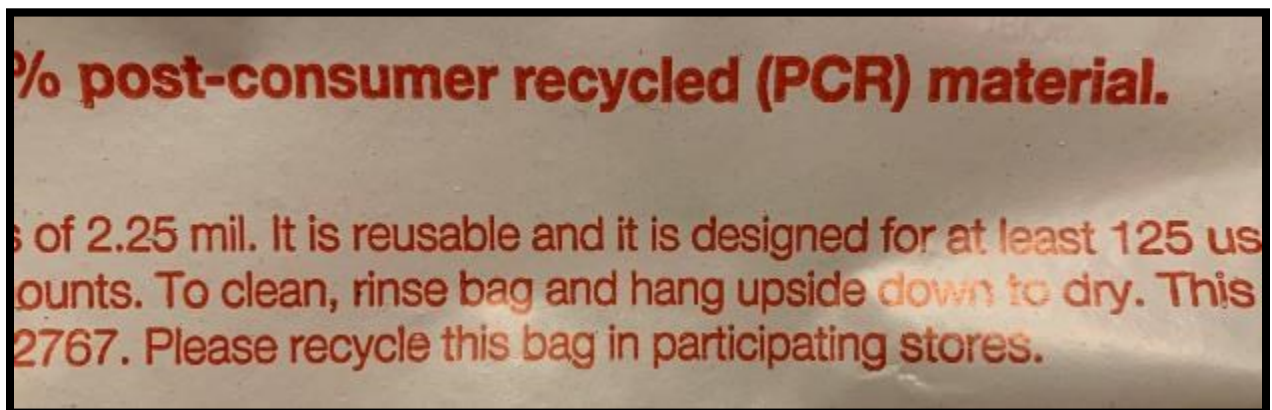 % post-consumer recycled (PCR) material.
of 2.25 mil. It is reusable and it is designed for at least 125 us
ounts. To clean, rinse bag and hang upside down to dry. This
2767. Please recycle this bag in participating stores.